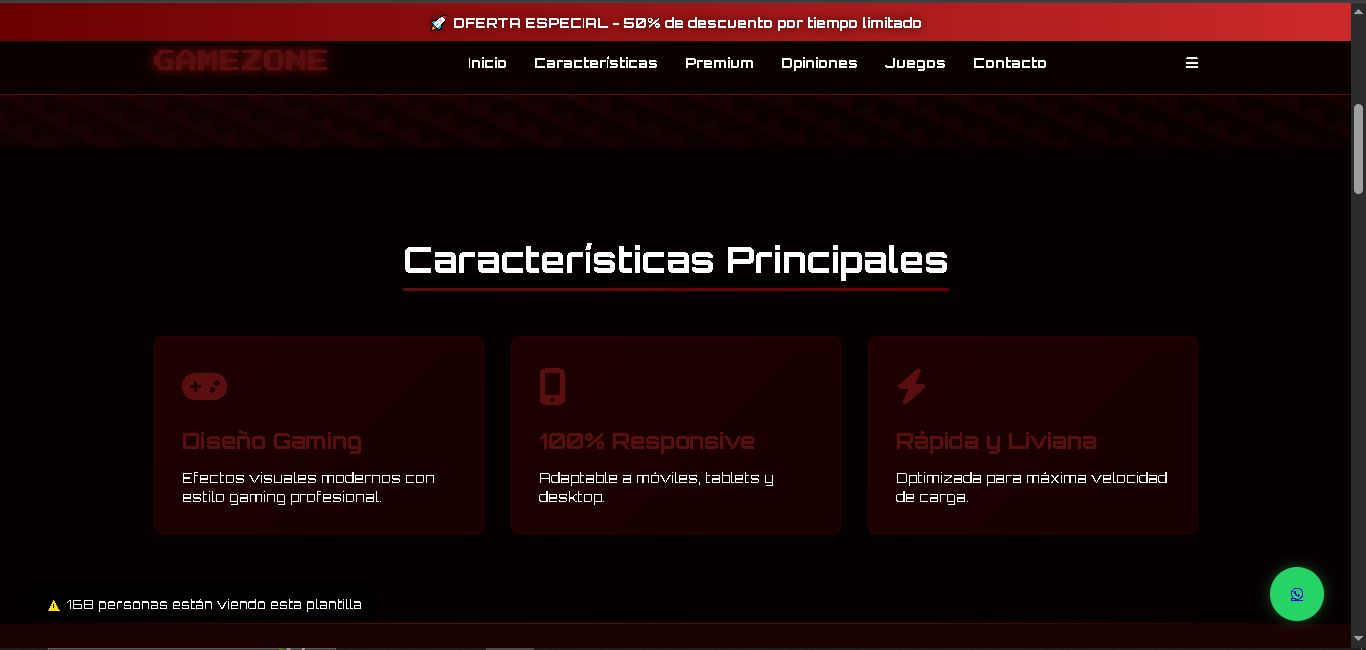 🚀 OFERTA ESPECIAL - 50% de descuento por tiempo limitado
GAMEZONE
Inicio Características Premium Opiniones Juegos Contacto
Características Principales
Diseño Gaming
Efectos visuales modernos con
estilo gaming profesional.
100% Responsive
Adaptable a móviles, tablets y
desktop.
Rápida y Liviana
Optimizada para máxima velocidad
de carga.
⚠️ 168 personas están viendo esta plantilla